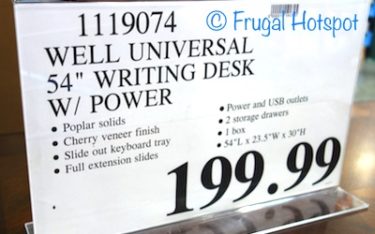 © Frugal Hotspot
1119074
WELL UNIVERSAL
54" WRITING DESK
W/ POWER
• Poplar solids
• Cherry veneer finish
• Slide out keyboard tray
• Full extension slides
• Power and USB outlets
• 2 storage drawers
• 1 box
• 54"L x 23.5"W x 30"H
199.99